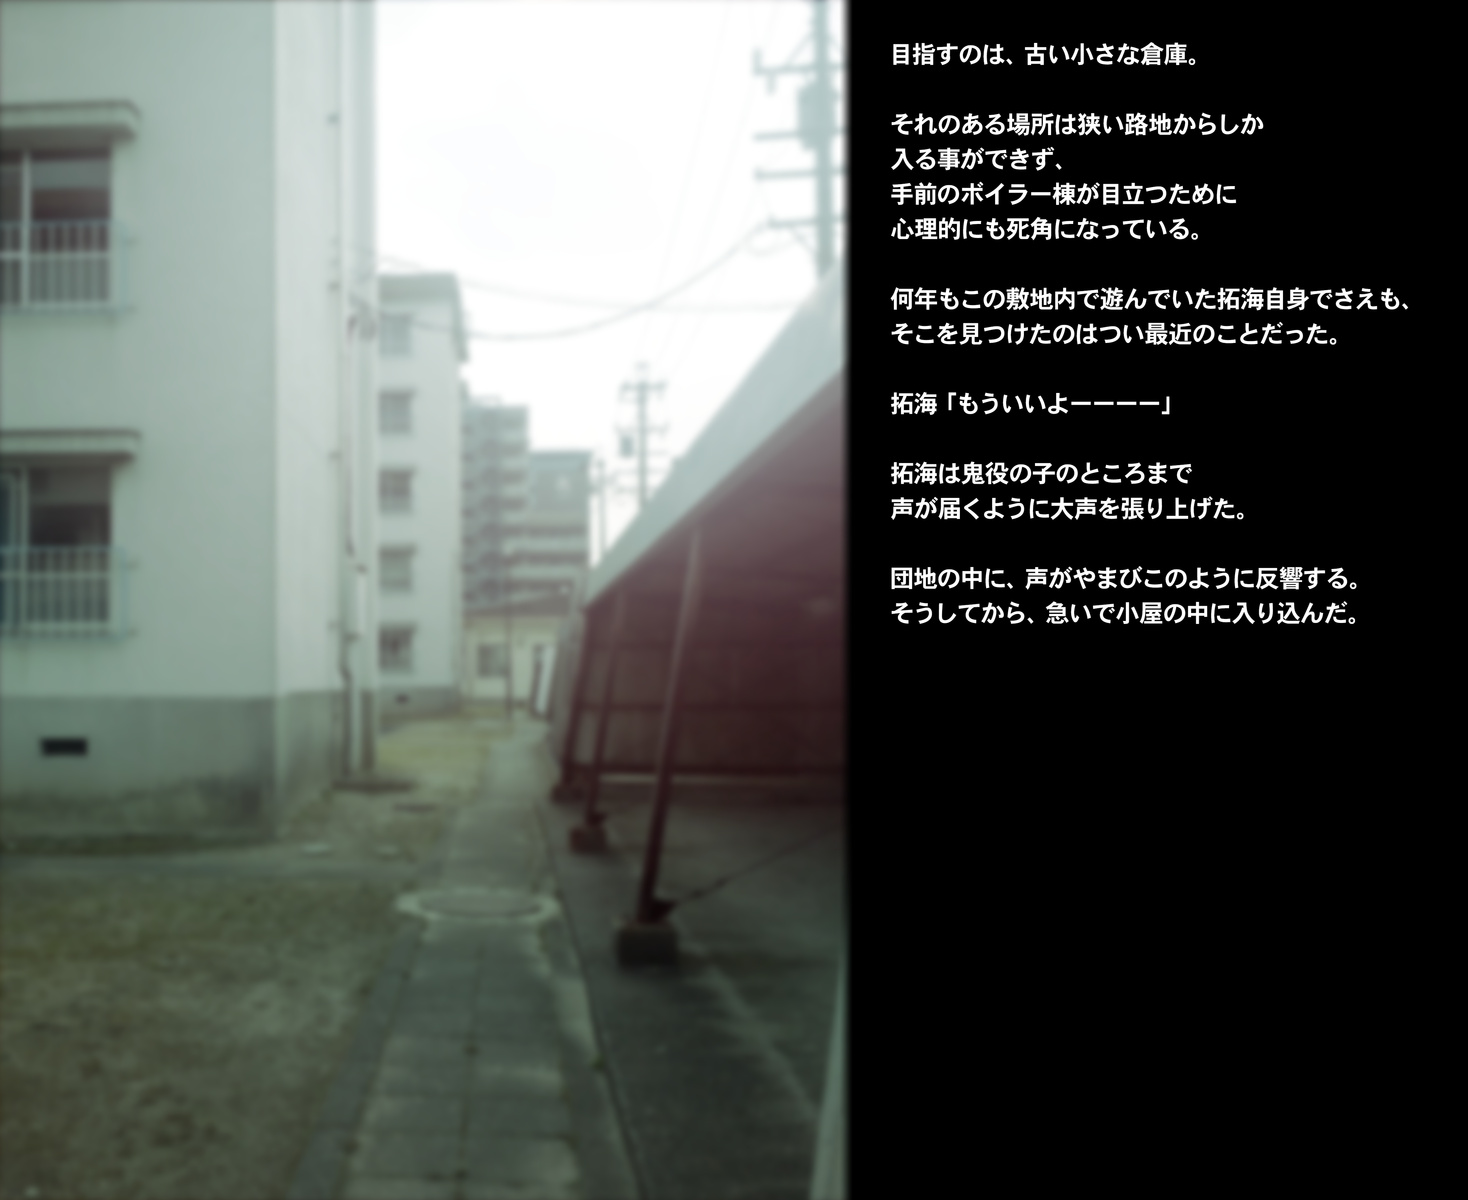 目指すのは、古い小さな倉庫。
それのある場所は狭い路地からしか
入る事ができず、
手前のボイラー棟が目立つために
心理的にも死角になっている。
何年もこの敷地内で遊んでいた拓海自身でさえも、
そこを見つけたのはつい最近のことだった。
拓海「もういいよーーーー」
拓海は鬼役の子のところまで
声が届くように大声を張り上げた。
団地の中に、声がやまびこのように反響する。
そうしてから、急いで小屋の中に入り込んだ。